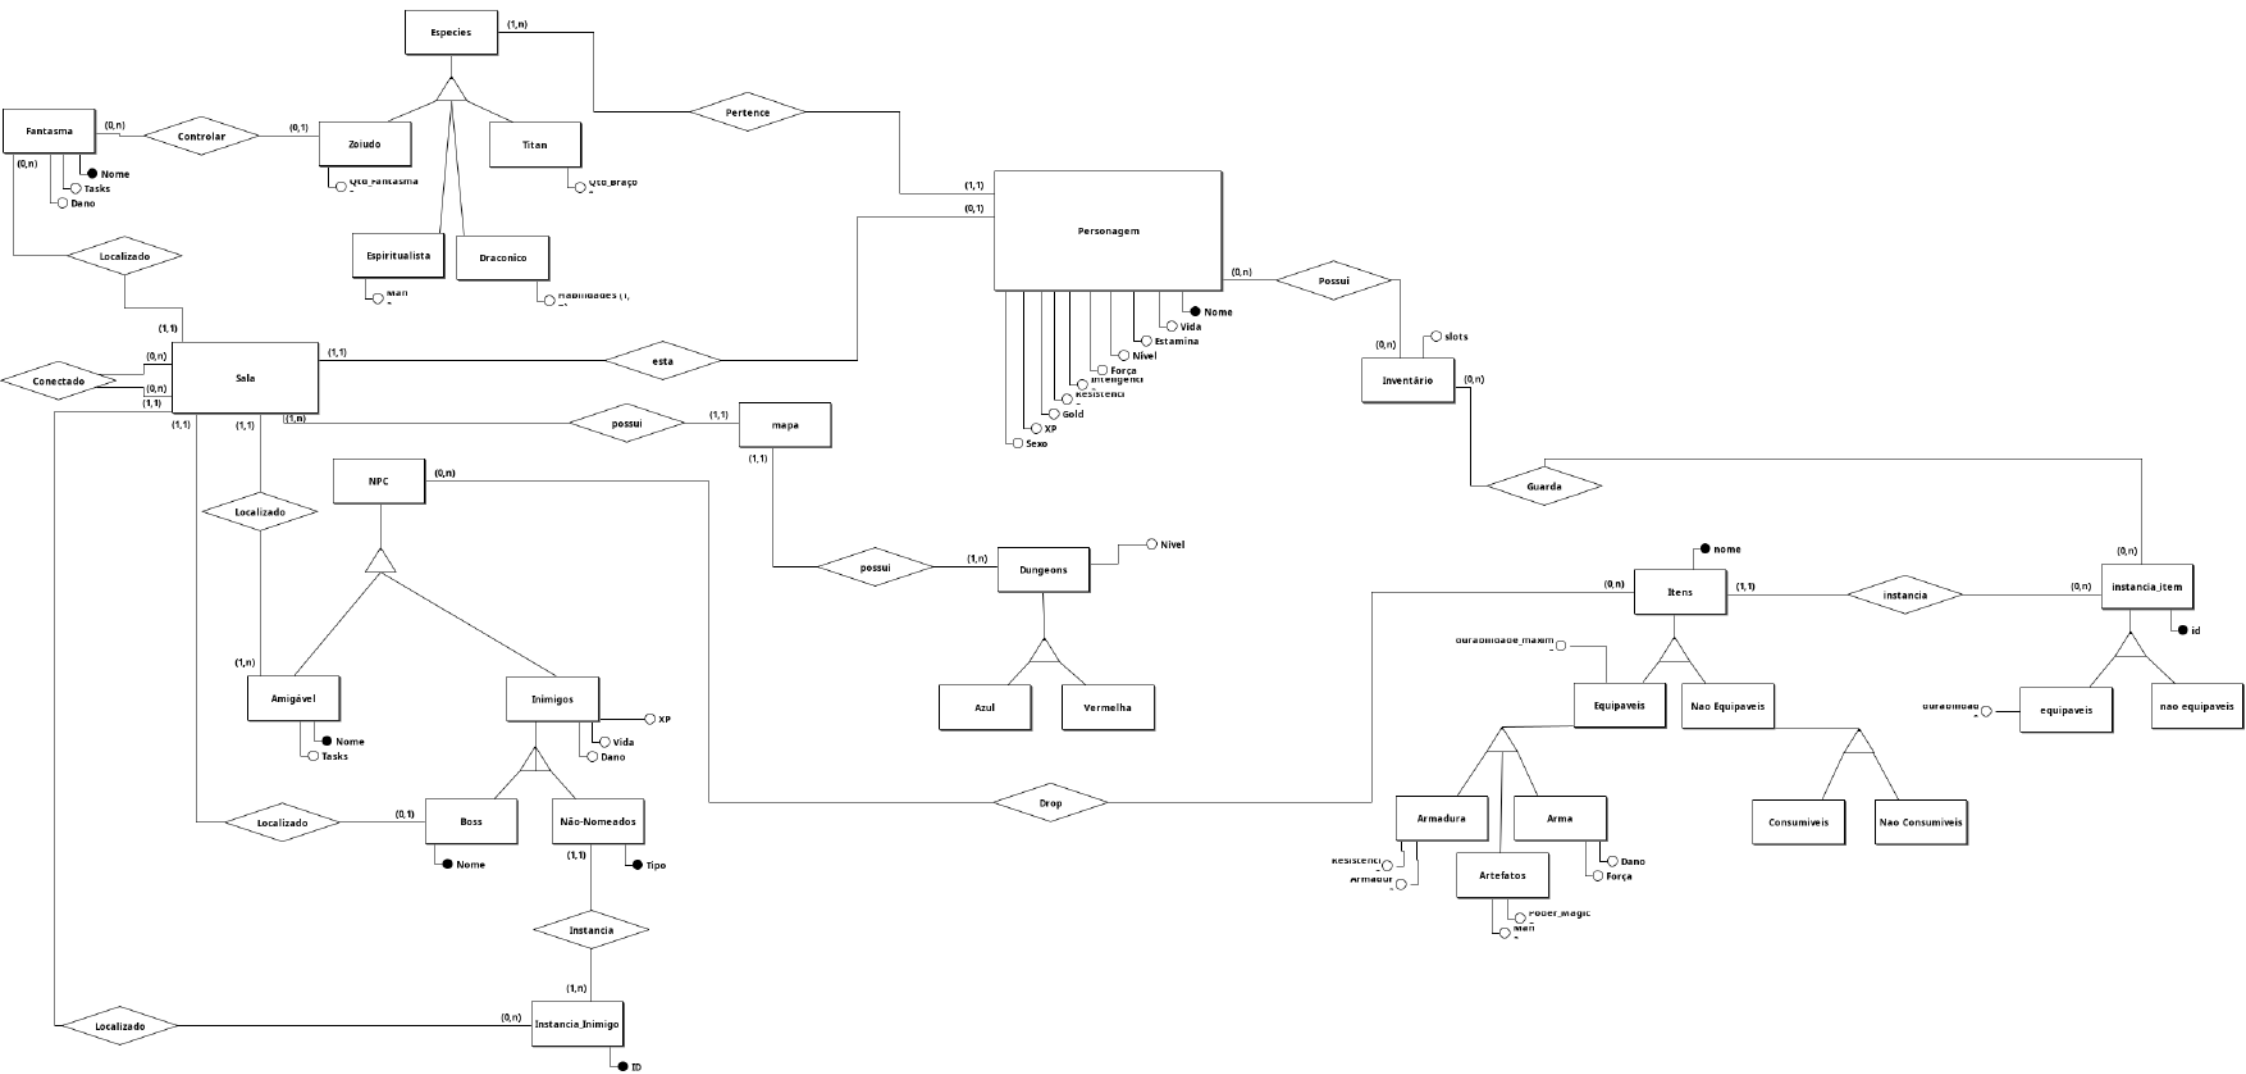 Especies
(1,n)
Fantasma
(0,n)
Controlar
(0,1)
Zoiudo
Titan
Pertence
(0,n)
Nome
Tasks
Dano
Qtd_Fantasma
Qtd_Braço
(1,1)
(0,1)
Personagem
Localizado
Espiritualista
Draconico
(0,n)
Possui
Nome
Vida
Estamina
Nivel
Força
Gold
XP
Sexo
(1,1)
(0,n)
Conectado
(0,n)
(1,1)
Sala
(1,1)
esta
(0,n)
slots
Inventário
(0,n)
(1,1)
(1,1)
(1,n)
possui
(1,1)
mapa
(1,1)
NPC
(0,n)
Guarda
Localizado
possui
(1,n)
Dungeons
Nivel
nome
(0,n)
Itens
(1,1)
instancia
(0,n)
(0,n)
instancia_item
id
Azul
Vermelha
Equipaveis
Nao Equipaveis
equipaveis
nao equipaveis
(1,n)
Amigável
Nome
Tasks
Inimigos
XP
Vida
Dano
Localizado
(0,1)
Boss
Nome
Não-Nomeados
(1,1)
Tipo
Drop
Armadura
Arma
Dano
Força
Artefatos
Poder_Magic
Consumiveis
Nao Consumiveis
Instancia
(1,n)
Localizado
(0,n)
Instancia_Inimigo
ID